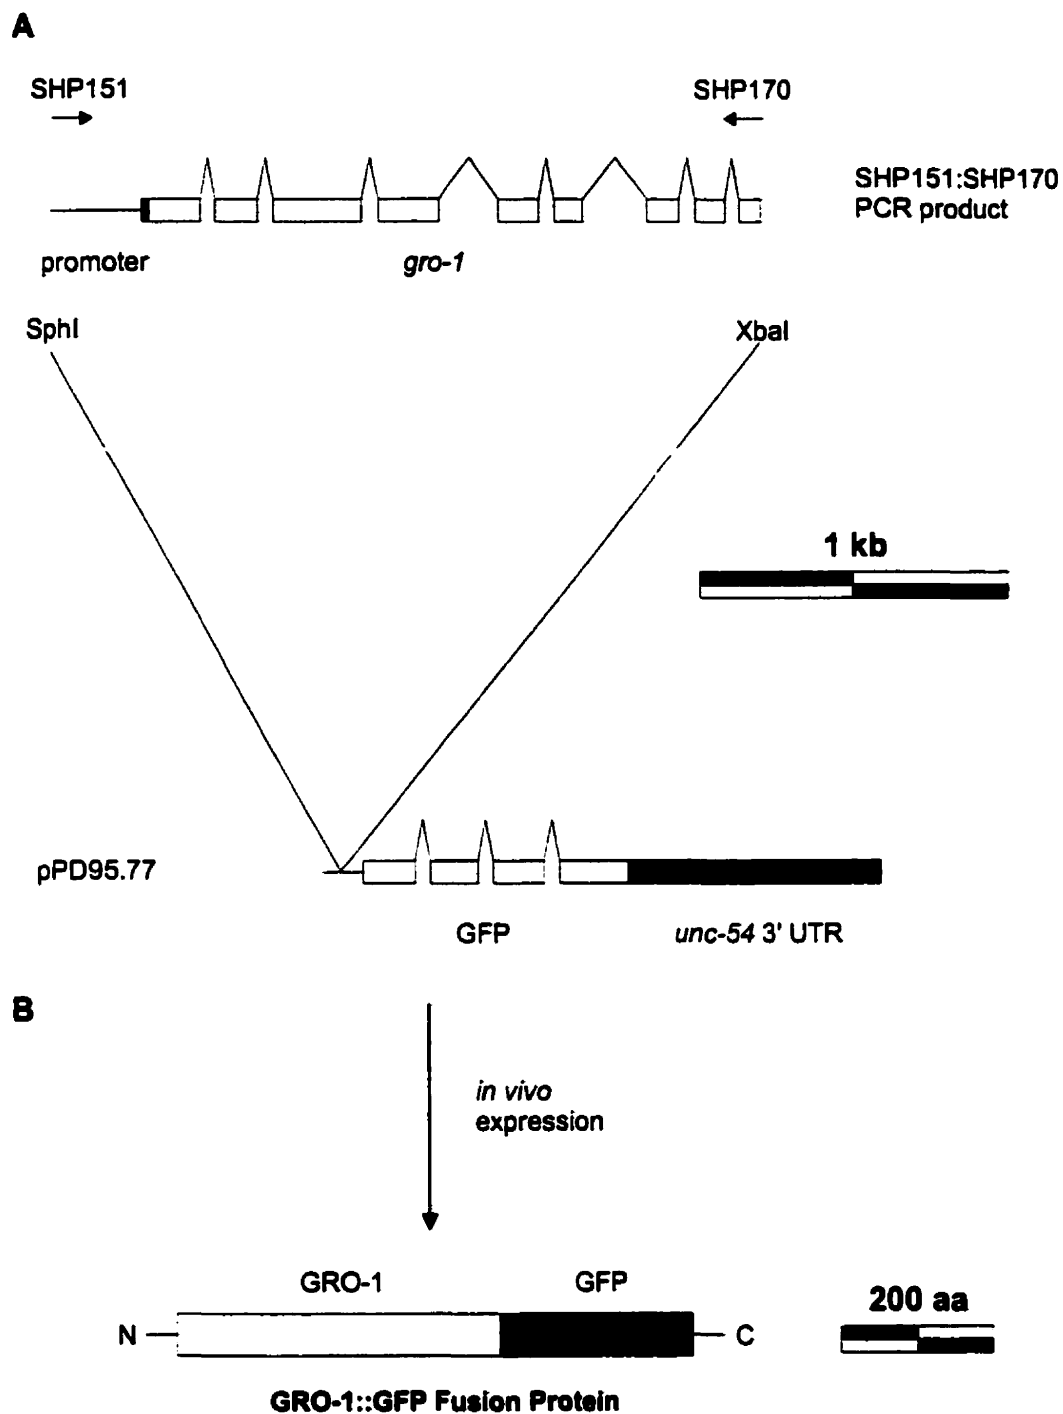 A
SHP151
SHP170
SHP151:SHP170
PCR product
promoter
gro-1
SphI
XbaI
1 kb
pPD95.77
GFP
unc-54 3' UTR
B
in vivo
expression
GRO-1
GFP
200 aa
N
C
GRO-1::GFP Fusion Protein